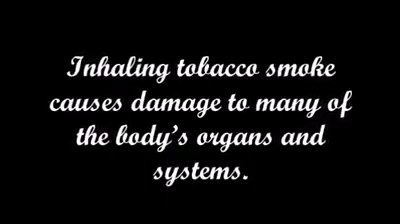 Inhaling tobacco smoke
causes damage to many of
the body's organs and
systems.